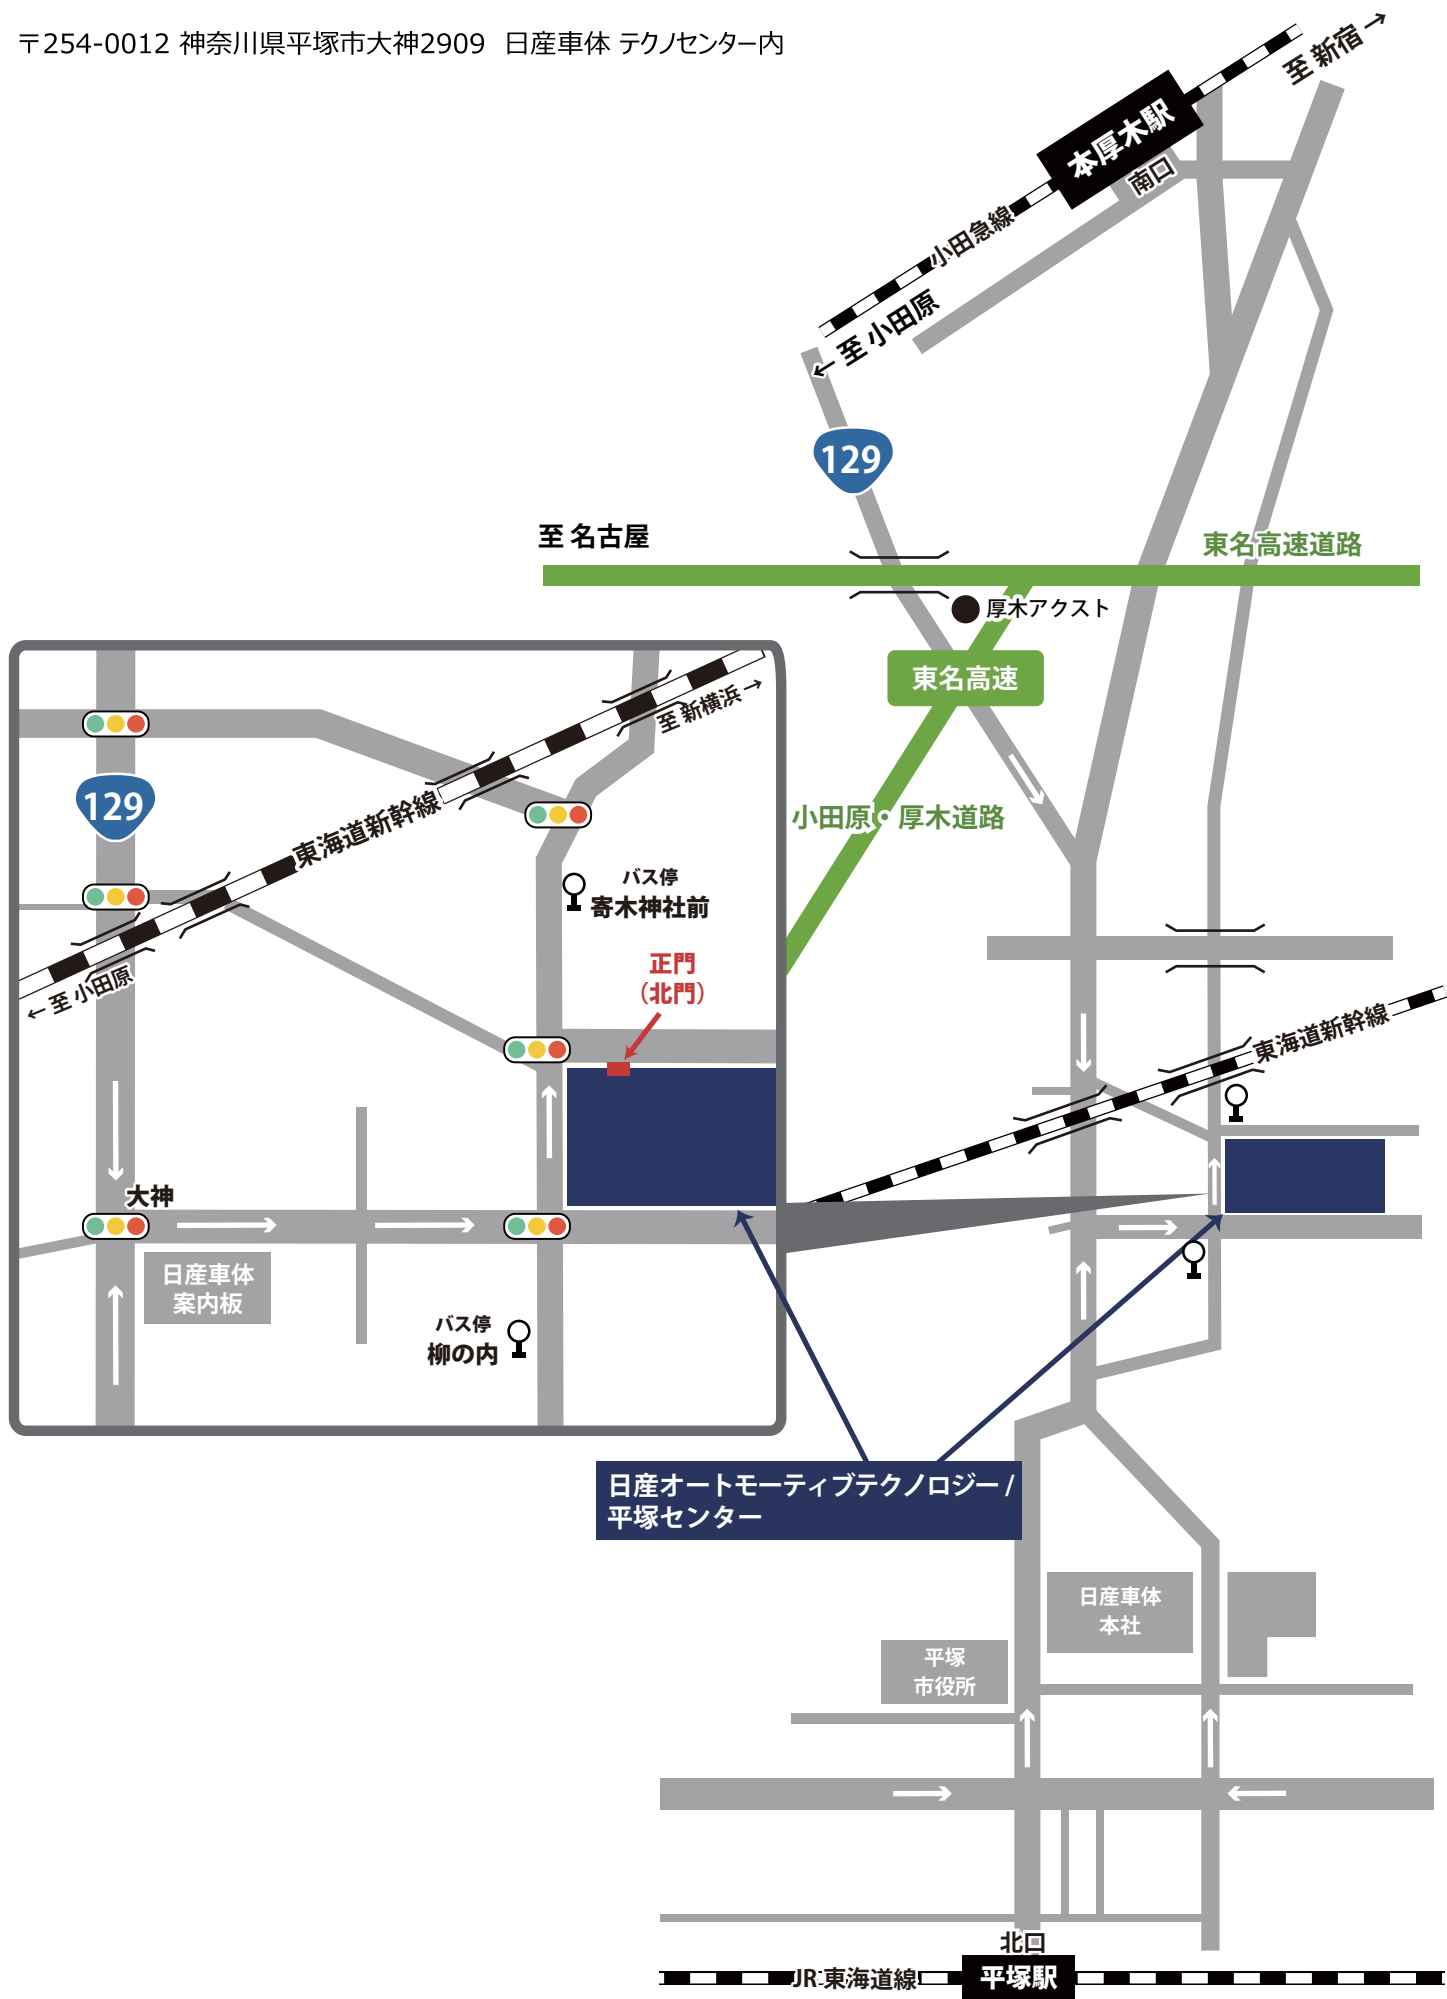 〒254-0012 神奈川県平塚市大神2909 日産車体 テクノセンター内
至 新宿→
本厚木駅
南口
小田急線
←至 小田原
129
至 名古屋
東名高速道路
厚木アクスト
東名高速
小田原・厚木道路
至 新横浜→
129
東海道新幹線
バス停
寄木神社前
←至 小田原
正門
(北門)
東海道新幹線
大神
日産車体
案内板
バス停
柳の内
日産オートモーティブテクノロジー /
平塚センター
日産車体
本社
平塚
市役所
北口
JR 東海道線
平塚駅